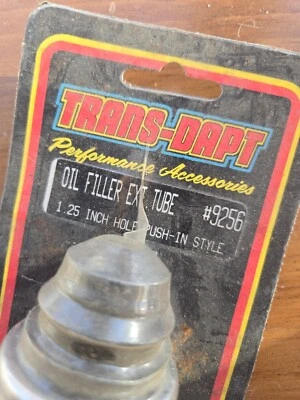 TRANS-DAPT
Performance Accessories
OIL FILLER EXT. TUBE #9256
1.25 INCH HOLE PUSH-IN STYLE